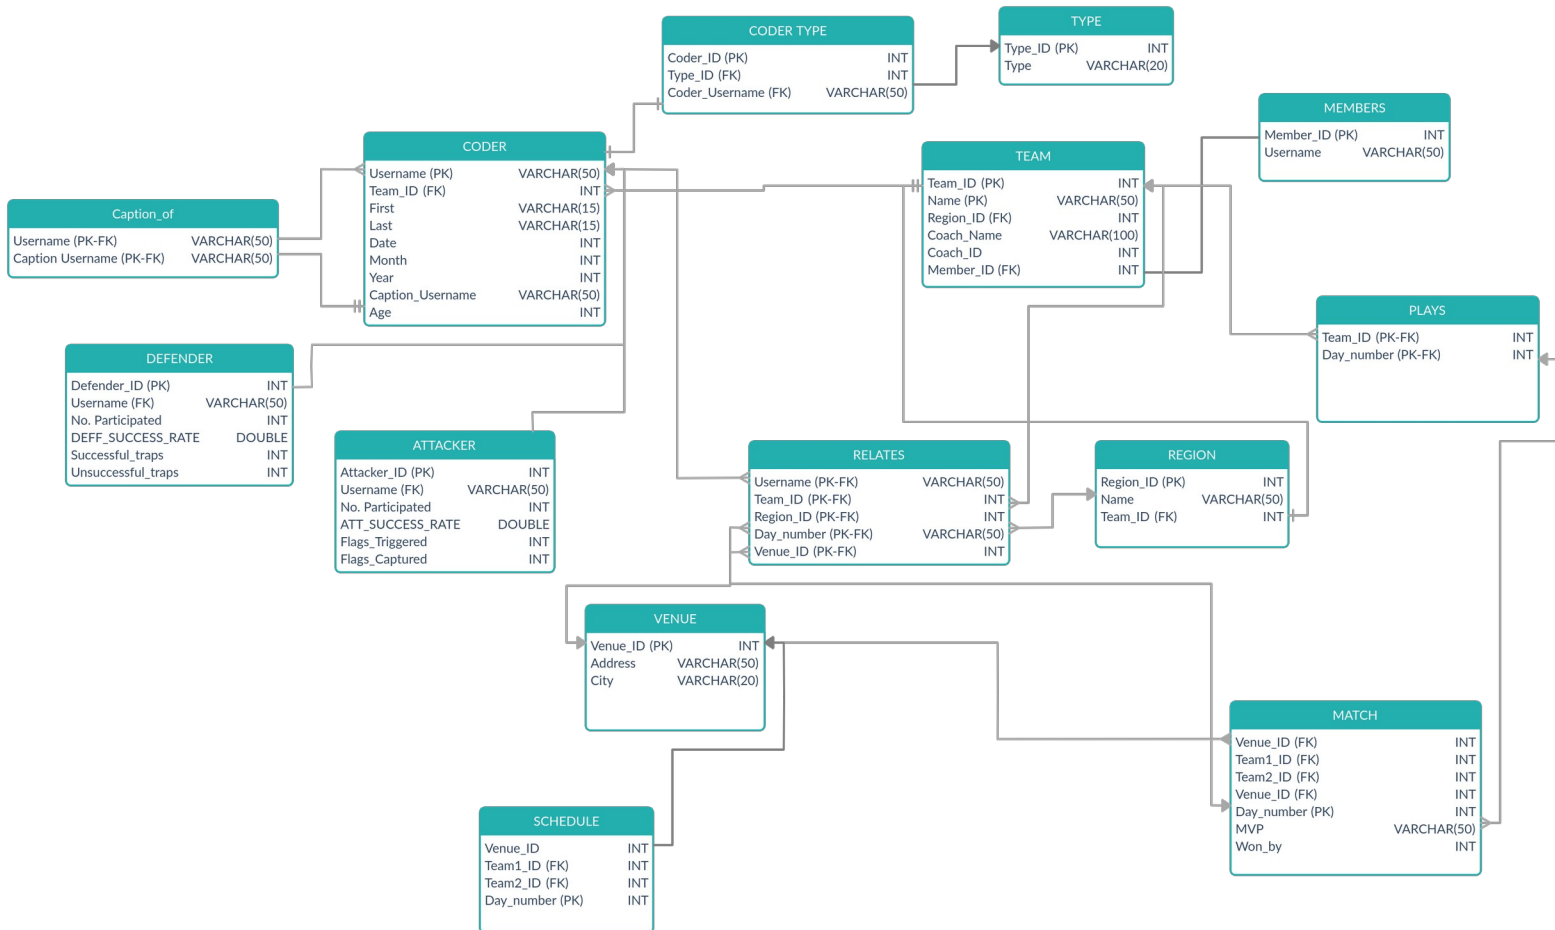 CODER TYPE
Coder_ID (PK) INT
Type_ID (FK) INT
Coder_Username (FK) VARCHAR(50)
TYPE
Type_ID (PK) INT
Type VARCHAR(20)
MEMBERS
Member_ID (PK) INT
Username VARCHAR(50)
CODER
Username (PK) VARCHAR(50)
Team_ID (FK) INT
First VARCHAR(15)
Last VARCHAR(15)
Date INT
Month INT
Year INT
Caption_Username VARCHAR(50)
Age INT
TEAM
Team_ID (PK) INT
Name (PK) VARCHAR(50)
Region_ID (FK) INT
Coach_Name VARCHAR(100)
Coach_ID INT
Member_ID (FK) INT
Caption_of
Username (PK-FK) VARCHAR(50)
Caption Username (PK-FK) VARCHAR(50)
PLAYS
Team_ID (PK-FK) INT
Day_number (PK-FK) INT
DEFENDER
Defender_ID (PK) INT
Username (FK) VARCHAR(50)
No. Participated INT
DEFF_SUCCESS_RATE DOUBLE
Successful_traps INT
Unsuccessful_traps INT
ATTACKER
Attacker_ID (PK) INT
Username (FK) VARCHAR(50)
No. Participated INT
ATT_SUCCESS_RATE DOUBLE
Flags_Triggered INT
Flags_Captured INT
RELATES
Username (PK-FK) VARCHAR(50)
Team_ID (PK-FK) INT
Region_ID (PK-FK) INT
Day_number (PK-FK) VARCHAR(50)
Venue_ID (PK-FK) INT
REGION
Region_ID (PK) INT
Name VARCHAR(50)
Team_ID (FK) INT
VENUE
Venue_ID (PK) INT
Address VARCHAR(50)
City VARCHAR(20)
MATCH
Venue_ID (FK) INT
Team1_ID (FK) INT
Team2_ID (FK) INT
Venue_ID (FK) INT
Day_number (PK) INT
MVP VARCHAR(50)
Won_by INT
SCHEDULE
Venue_ID INT
Team1_ID (FK) INT
Team2_ID (FK) INT
Day_number (PK) INT